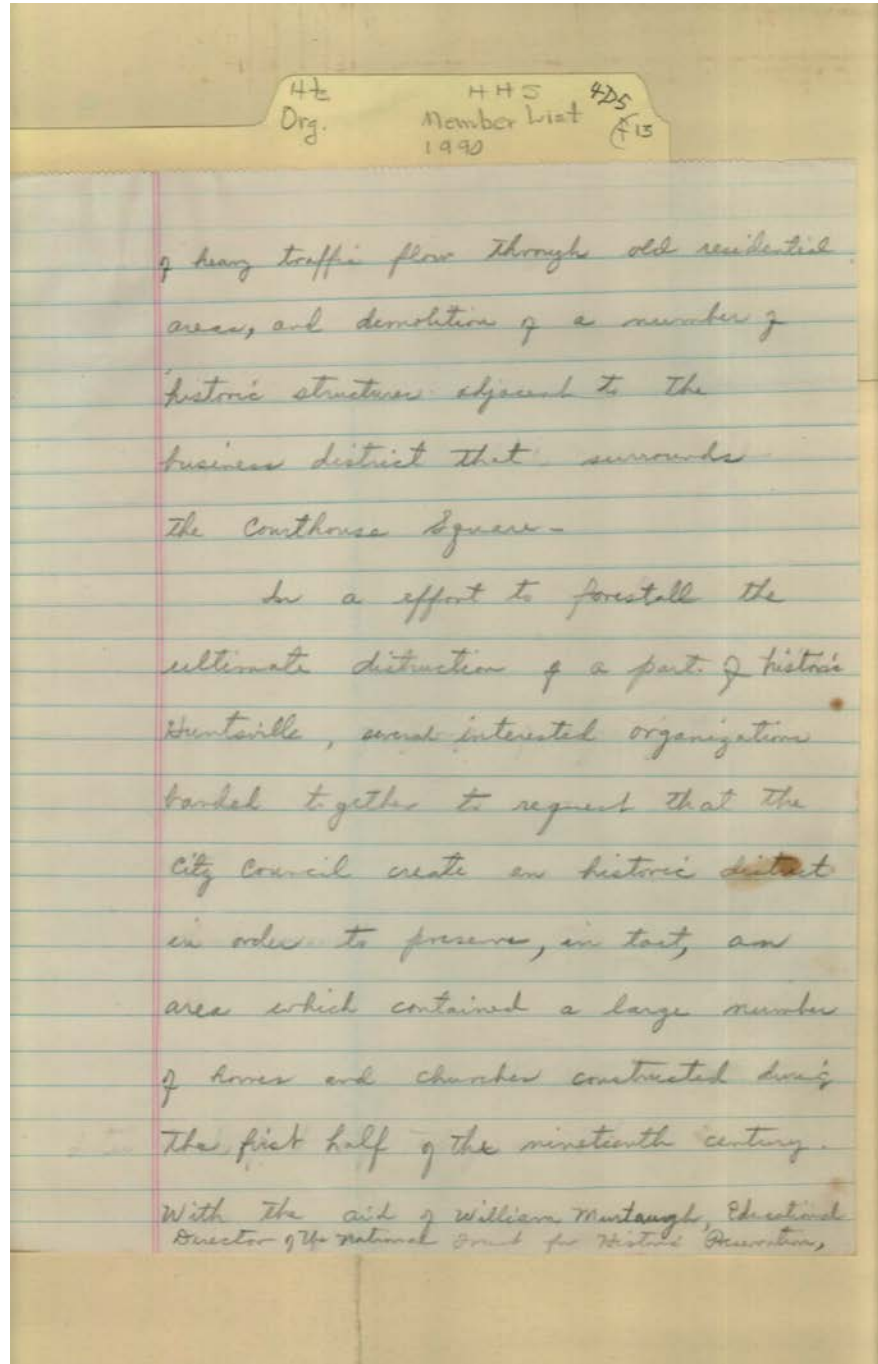 Ht HHS 4D5
Org. Member List F13
1990
of heavy traffic flow through old residential
areas, and demolition of a number of
historic structures adjacent to the
business district that surrounds
the Courthouse Square -
In a effort to forestall the
ultimate distruction of a part of historic
Huntsville, several interested organizations
banded together to request that the
City Council create an historic district
in order to preserve, in tact, an
area which contained a large number
of homes and churches constructed during
the first half of the nineteenth century.
With the aid of William Murtaugh, Educational
Director of the National Trust for Historic Preservation,